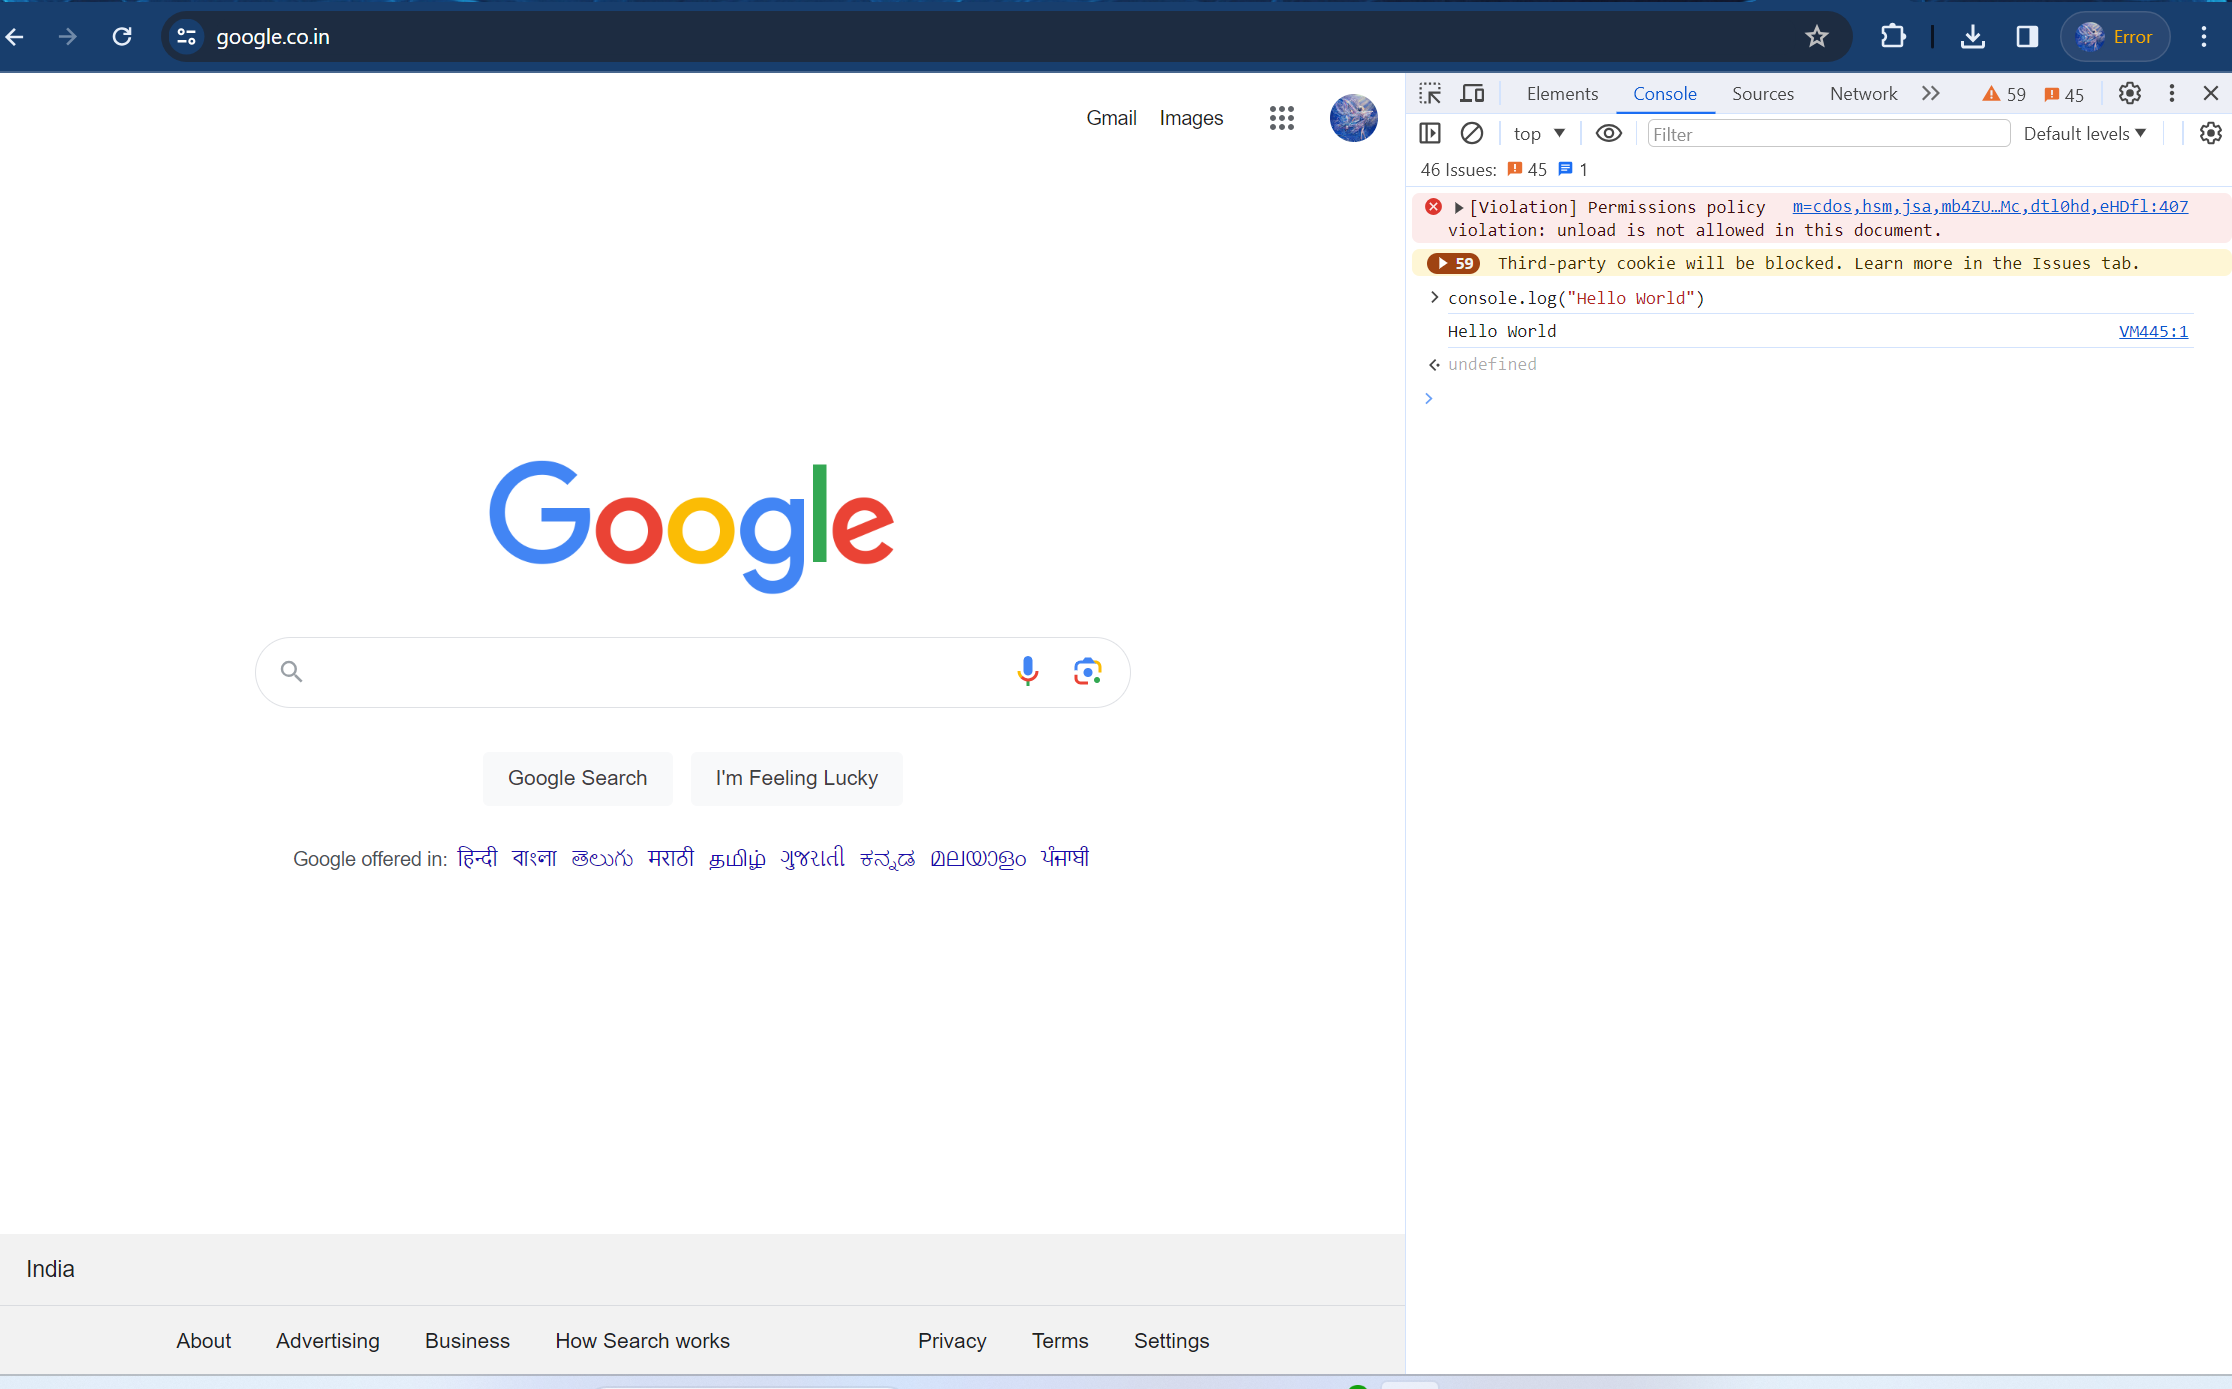 google.co.in
Error
Gmail Images
Google
Google Search I'm Feeling Lucky
Google offered in: हिन्दी বাংলা తెలుగు मराठी தமிழ் ગુજરાતી ಕನ್ನಡ മലയാളം ਪੰਜਾਬੀ
India
About Advertising Business How Search works Privacy Terms Settings
Elements Console Sources Network 59 45
top Filter Default levels
46 Issues: 45 1
[Violation] Permissions policy m=cdos,hsm,jsa,mb4ZU…Mc,dtl0hd,eHDfl:407
violation: unload is not allowed in this document.
59 Third-party cookie will be blocked. Learn more in the Issues tab.
console.log("Hello World")
Hello World VM445:1
undefined